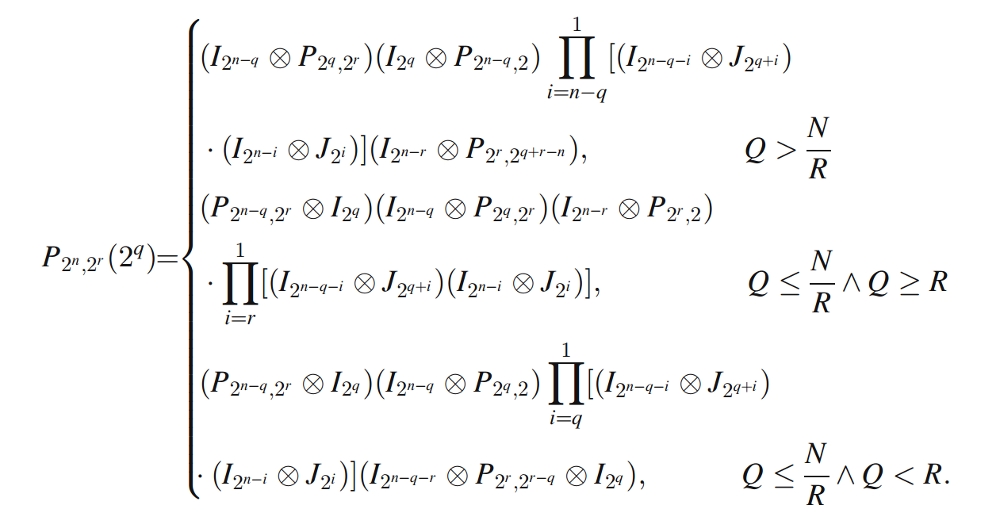 (I_{2^{n-q}} ⊗ P_{2^q,2^r})(I_{2^q} ⊗ P_{2^{n-q},2}) ∏_{i=n-q}^{1} [(I_{2^{n-q-i}} ⊗ J_{2^{q+i}})
· (I_{2^{n-i}} ⊗ J_{2^i})](I_{2^{n-r}} ⊗ P_{2^r,2^{q+r-n}}), Q > \frac{N}{R}
(P_{2^{n-q},2^r} ⊗ I_{2^q})(I_{2^{n-q}} ⊗ P_{2^q,2^r})(I_{2^{n-r}} ⊗ P_{2^r,2})
P_{2^n,2^r}(2^q)={
· ∏_{i=r}^{1} [(I_{2^{n-q-i}} ⊗ J_{2^{q+i}})(I_{2^{n-i}} ⊗ J_{2^i})], Q ≤ \frac{N}{R} ∧ Q ≥ R
(P_{2^{n-q},2^r} ⊗ I_{2^q})(I_{2^{n-q}} ⊗ P_{2^q,2}) ∏_{i=q}^{1} [(I_{2^{n-q-i}} ⊗ J_{2^{q+i}})
· (I_{2^{n-i}} ⊗ J_{2^i})](I_{2^{n-q-r}} ⊗ P_{2^r,2^{r-q}} ⊗ I_{2^q}), Q ≤ \frac{N}{R} ∧ Q < R.